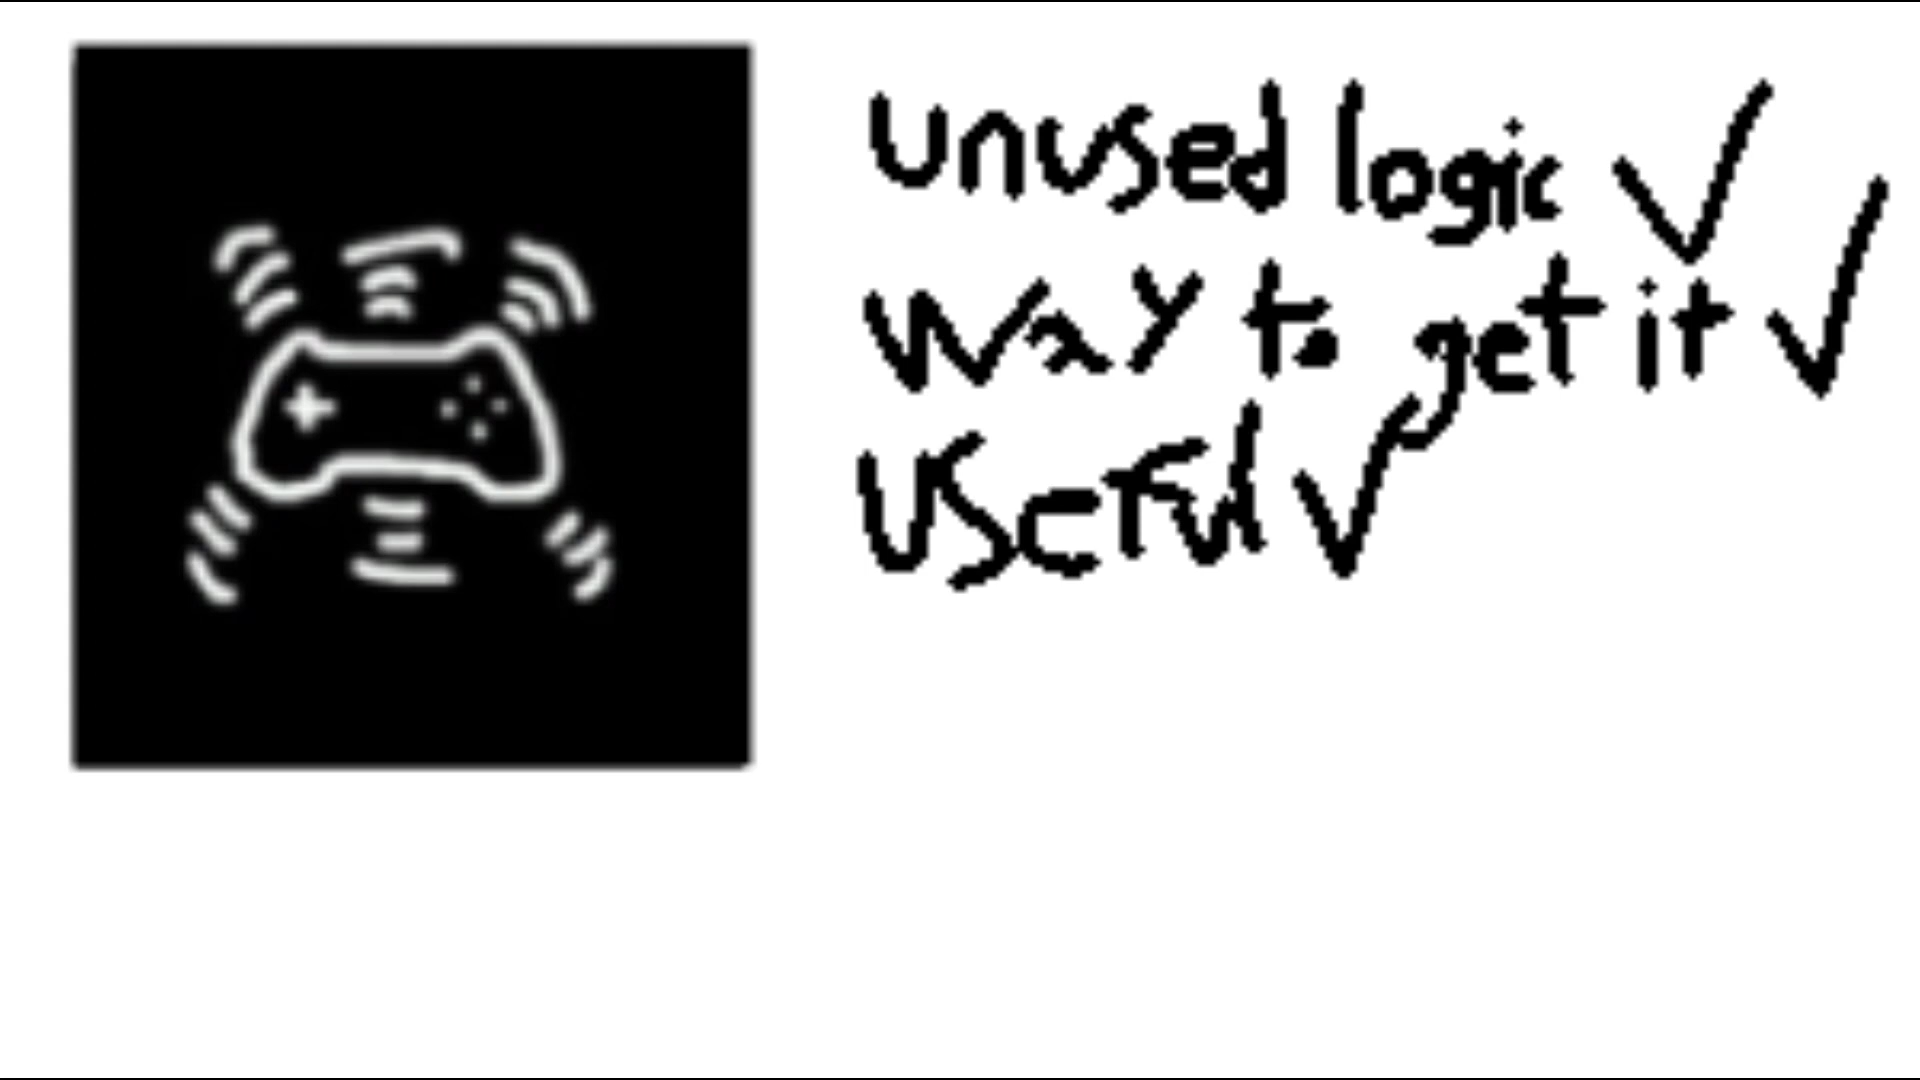 unused logic ✓
way to get it ✓
useful ✓